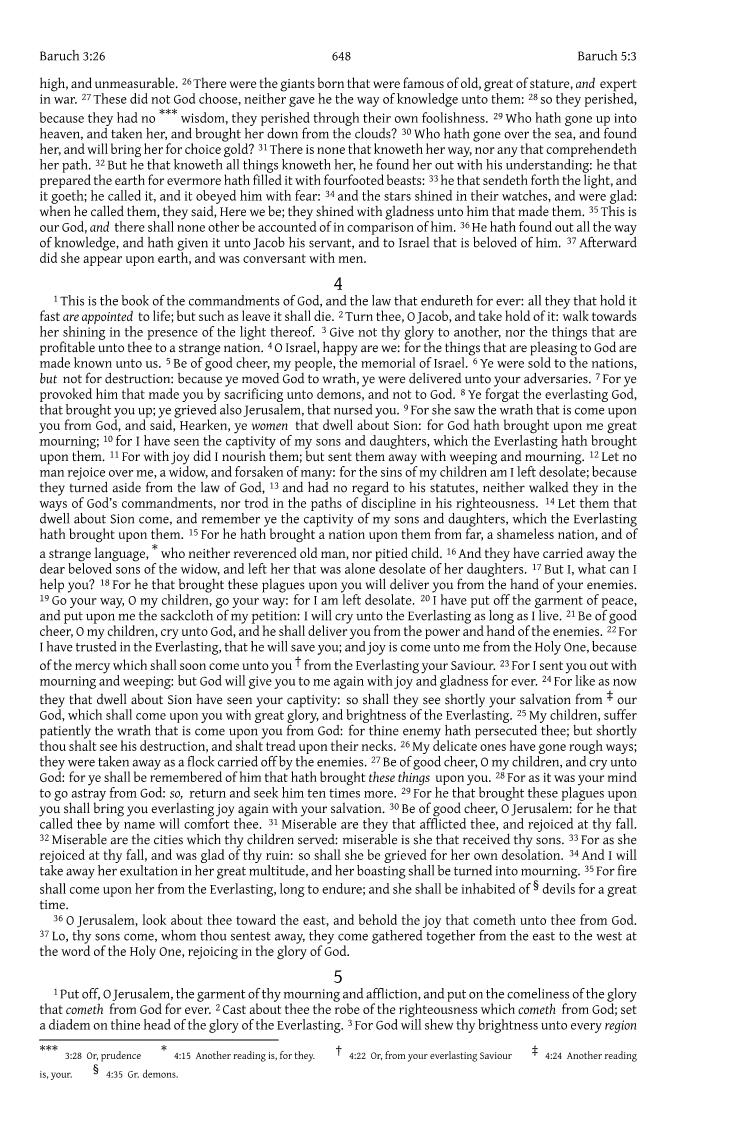 Baruch 3:26 648 Baruch 5:3
high, and unmeasurable. 26 There were the giants born that were famous of old, great of stature, and expert
in war. 27 These did not God choose, neither gave he the way of knowledge unto them: 28 so they perished,
because they had no *** wisdom, they perished through their own foolishness. 29 Who hath gone up into
heaven, and taken her, and brought her down from the clouds? 30 Who hath gone over the sea, and found
her, and will bring her for choice gold? 31 There is none that knoweth her way, nor any that comprehendeth
her path. 32 But he that knoweth all things knoweth her, he found her out with his understanding: he that
prepared the earth for evermore hath filled it with fourfooted beasts: 33 he that sendeth forth the light, and
it goeth; he called it, and it obeyed him with fear: 34 and the stars shined in their watches, and were glad:
when he called them, they said, Here we be; they shined with gladness unto him that made them. 35 This is
our God, and there shall none other be accounted of in comparison of him. 36 He hath found out all the way
of knowledge, and hath given it unto Jacob his servant, and to Israel that is beloved of him. 37 Afterward
did she appear upon earth, and was conversant with men.
4
1 This is the book of the commandments of God, and the law that endureth for ever: all they that hold it
fast are appointed to life; but such as leave it shall die. 2 Turn thee, O Jacob, and take hold of it: walk towards
her shining in the presence of the light thereof. 3 Give not thy glory to another, nor the things that are
profitable unto thee to a strange nation. 4 O Israel, happy are we: for the things that are pleasing to God are
made known unto us. 5 Be of good cheer, my people, the memorial of Israel. 6 Ye were sold to the nations,
but not for destruction: because ye moved God to wrath, ye were delivered unto your adversaries. 7 For ye
provoked him that made you by sacrificing unto demons, and not to God. 8 Ye forgat the everlasting God,
that brought you up; ye grieved also Jerusalem, that nursed you. 9 For she saw the wrath that is come upon
you from God, and said, Hearken, ye women that dwell about Sion: for God hath brought upon me great
mourning; 10 for I have seen the captivity of my sons and daughters, which the Everlasting hath brought
upon them. 11 For with joy did I nourish them; but sent them away with weeping and mourning. 12 Let no
man rejoice over me, a widow, and forsaken of many: for the sins of my children am I left desolate; because
they turned aside from the law of God, 13 and had no regard to his statutes, neither walked they in the
ways of God's commandments, nor trod in the paths of discipline in his righteousness. 14 Let them that
dwell about Sion come, and remember ye the captivity of my sons and daughters, which the Everlasting
hath brought upon them. 15 For he hath brought a nation upon them from far, a shameless nation, and of
a strange language, * who neither reverenced old man, nor pitied child. 16 And they have carried away the
dear beloved sons of the widow, and left her that was alone desolate of her daughters. 17 But I, what can I
help you? 18 For he that brought these plagues upon you will deliver you from the hand of your enemies.
19 Go your way, O my children, go your way: for I am left desolate. 20 I have put off the garment of peace,
and put upon me the sackcloth of my petition: I will cry unto the Everlasting as long as I live. 21 Be of good
cheer, O my children, cry unto God, and he shall deliver you from the power and hand of the enemies. 22 For
I have trusted in the Everlasting, that he will save you; and joy is come unto me from the Holy One, because
of the mercy which shall soon come unto you † from the Everlasting your Saviour. 23 For I sent you out with
mourning and weeping: but God will give you to me again with joy and gladness for ever. 24 For like as now
they that dwell about Sion have seen your captivity: so shall they see shortly your salvation from ‡ our
God, which shall come upon you with great glory, and brightness of the Everlasting. 25 My children, suffer
patiently the wrath that is come upon you from God: for thine enemy hath persecuted thee; but shortly
thou shalt see his destruction, and shalt tread upon their necks. 26 My delicate ones have gone rough ways;
they were taken away as a flock carried off by the enemies. 27 Be of good cheer, O my children, and cry unto
God: for ye shall be remembered of him that hath brought these things upon you. 28 For as it was your mind
to go astray from God: so, return and seek him ten times more. 29 For he that brought these plagues upon
you shall bring you everlasting joy again with your salvation. 30 Be of good cheer, O Jerusalem: for he that
called thee by name will comfort thee. 31 Miserable are they that afflicted thee, and rejoiced at thy fall.
32 Miserable are the cities which thy children served: miserable is she that received thy sons. 33 For as she
rejoiced at thy fall, and was glad of thy ruin: so shall she be grieved for her own desolation. 34 And I will
take away her exultation in her great multitude, and her boasting shall be turned into mourning. 35 For fire
shall come upon her from the Everlasting, long to endure; and she shall be inhabited of § devils for a great
time.
36 O Jerusalem, look about thee toward the east, and behold the joy that cometh unto thee from God.
37 Lo, thy sons come, whom thou sentest away, they come gathered together from the east to the west at
the word of the Holy One, rejoicing in the glory of God.
5
1 Put off, O Jerusalem, the garment of thy mourning and affliction, and put on the comeliness of the glory
that cometh from God for ever. 2 Cast about thee the robe of the righteousness which cometh from God; set
a diadem on thine head of the glory of the Everlasting. 3 For God will shew thy brightness unto every region
*** 3:28 Or, prudence * 4:15 Another reading is, for they. † 4:22 Or, from your everlasting Saviour ‡ 4:24 Another reading
is, your. § 4:35 Gr. demons.